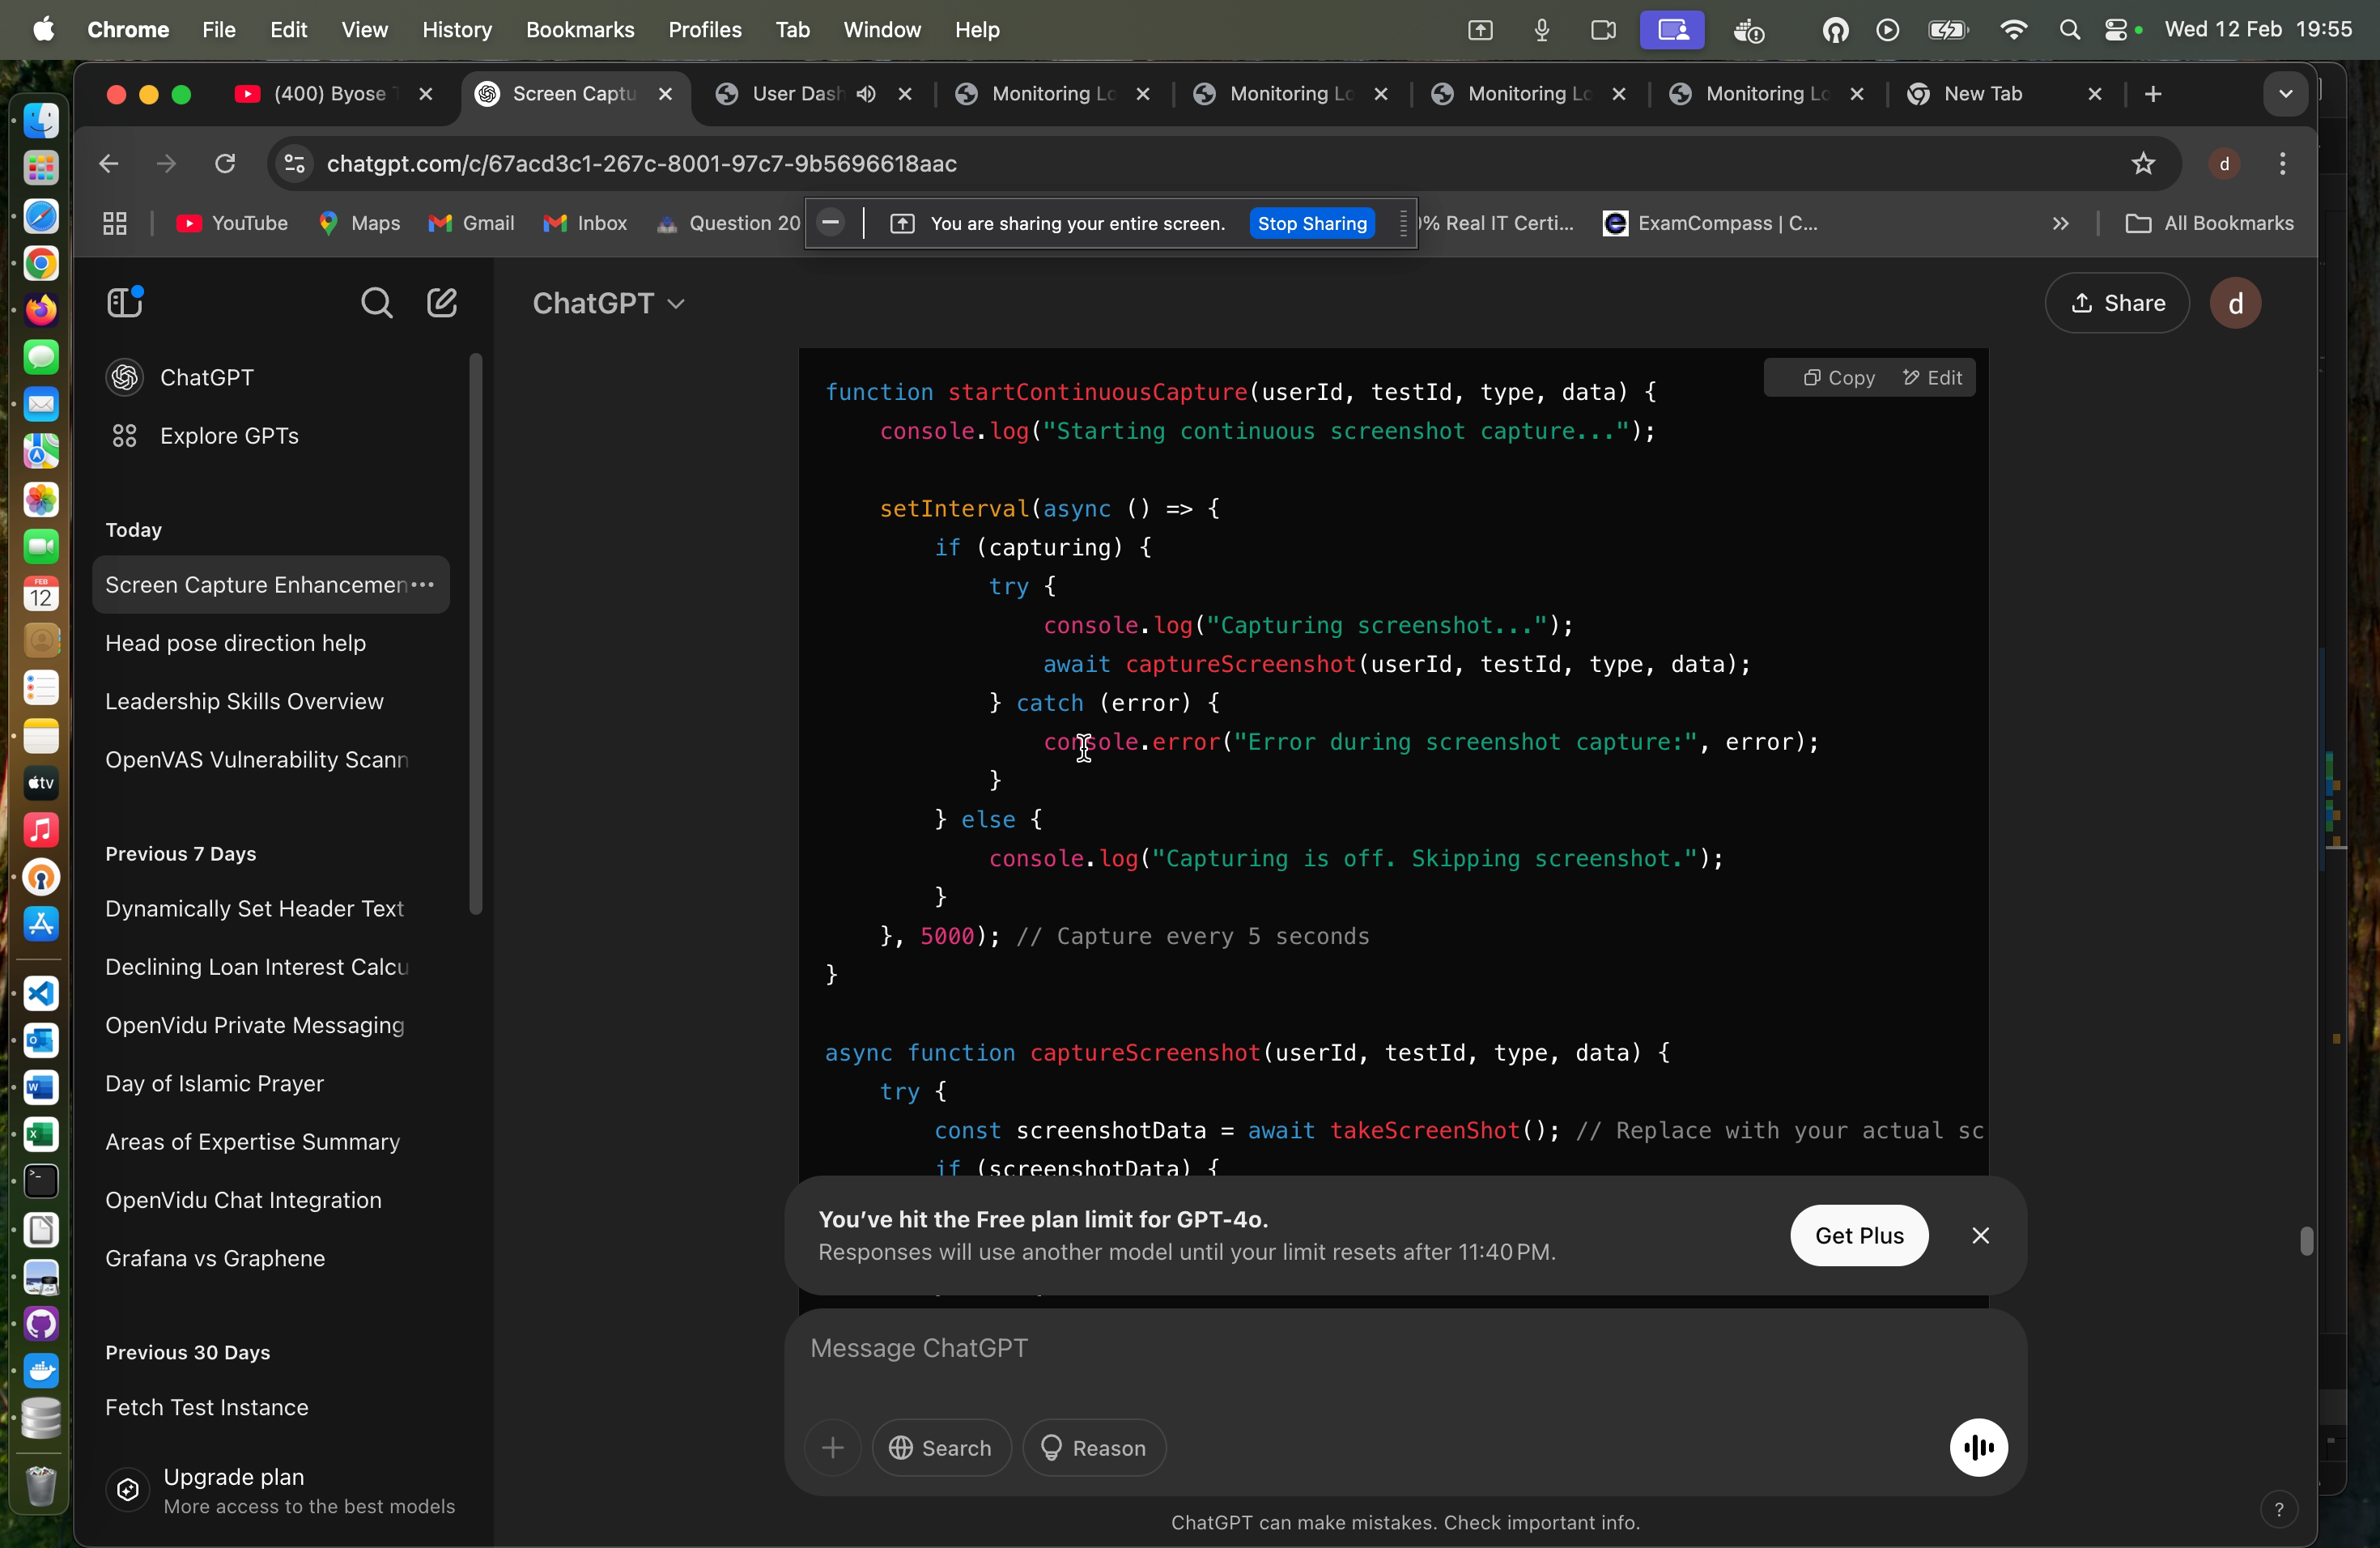 Chrome File Edit View History Bookmarks Profiles Tab Window Help Wed 12 Feb 19:55
(400) Byose Screen Captu User Dash Monitoring Lo Monitoring Lo Monitoring Lo Monitoring Lo New Tab
chatgpt.com/c/67acd3c1-267c-8001-97c7-9b5696618aac d
YouTube Maps Gmail Inbox Question 20 You are sharing your entire screen. Stop Sharing % Real IT Certi... ExamCompass | C... All Bookmarks
ChatGPT Share d
ChatGPT
Explore GPTs
Today
Screen Capture Enhancemen
Head pose direction help
Leadership Skills Overview
OpenVAS Vulnerability Scann
Previous 7 Days
Dynamically Set Header Text
Declining Loan Interest Calcu
OpenVidu Private Messaging
Day of Islamic Prayer
Areas of Expertise Summary
OpenVidu Chat Integration
Grafana vs Graphene
Previous 30 Days
Fetch Test Instance
Upgrade plan
More access to the best models
Copy Edit
function startContinuousCapture(userId, testId, type, data) {
console.log("Starting continuous screenshot capture...");
setInterval(async () => {
if (capturing) {
try {
console.log("Capturing screenshot...");
await captureScreenshot(userId, testId, type, data);
} catch (error) {
console.error("Error during screenshot capture:", error);
}
} else {
console.log("Capturing is off. Skipping screenshot.");
}
}, 5000); // Capture every 5 seconds
}
async function captureScreenshot(userId, testId, type, data) {
try {
const screenshotData = await takeScreenShot(); // Replace with your actual sc
if (screenshotData) {
You've hit the Free plan limit for GPT-4o.
Responses will use another model until your limit resets after 11:40 PM.
Get Plus
Message ChatGPT
Search Reason
ChatGPT can make mistakes. Check important info.
?
FEB
12
tv